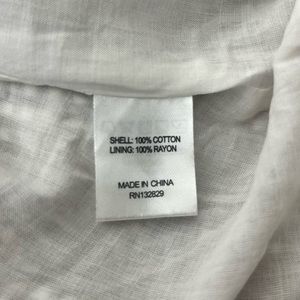 SHELL: 100% COTTON
LINING: 100% RAYON
MADE IN CHINA
RN132829